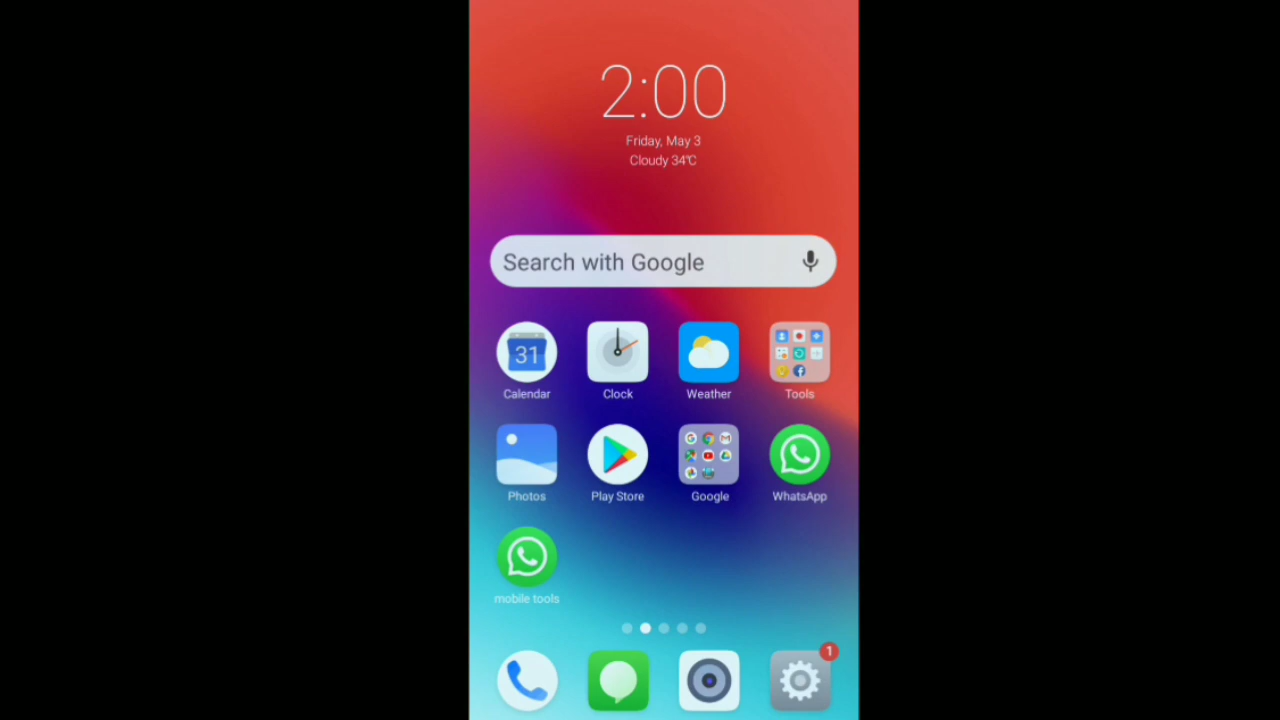 2:00
Friday, May 3
Cloudy 34℃
Search with Google
31
Calendar
Clock
Weather
Tools
Photos
Play Store
Google
WhatsApp
mobile tools
1